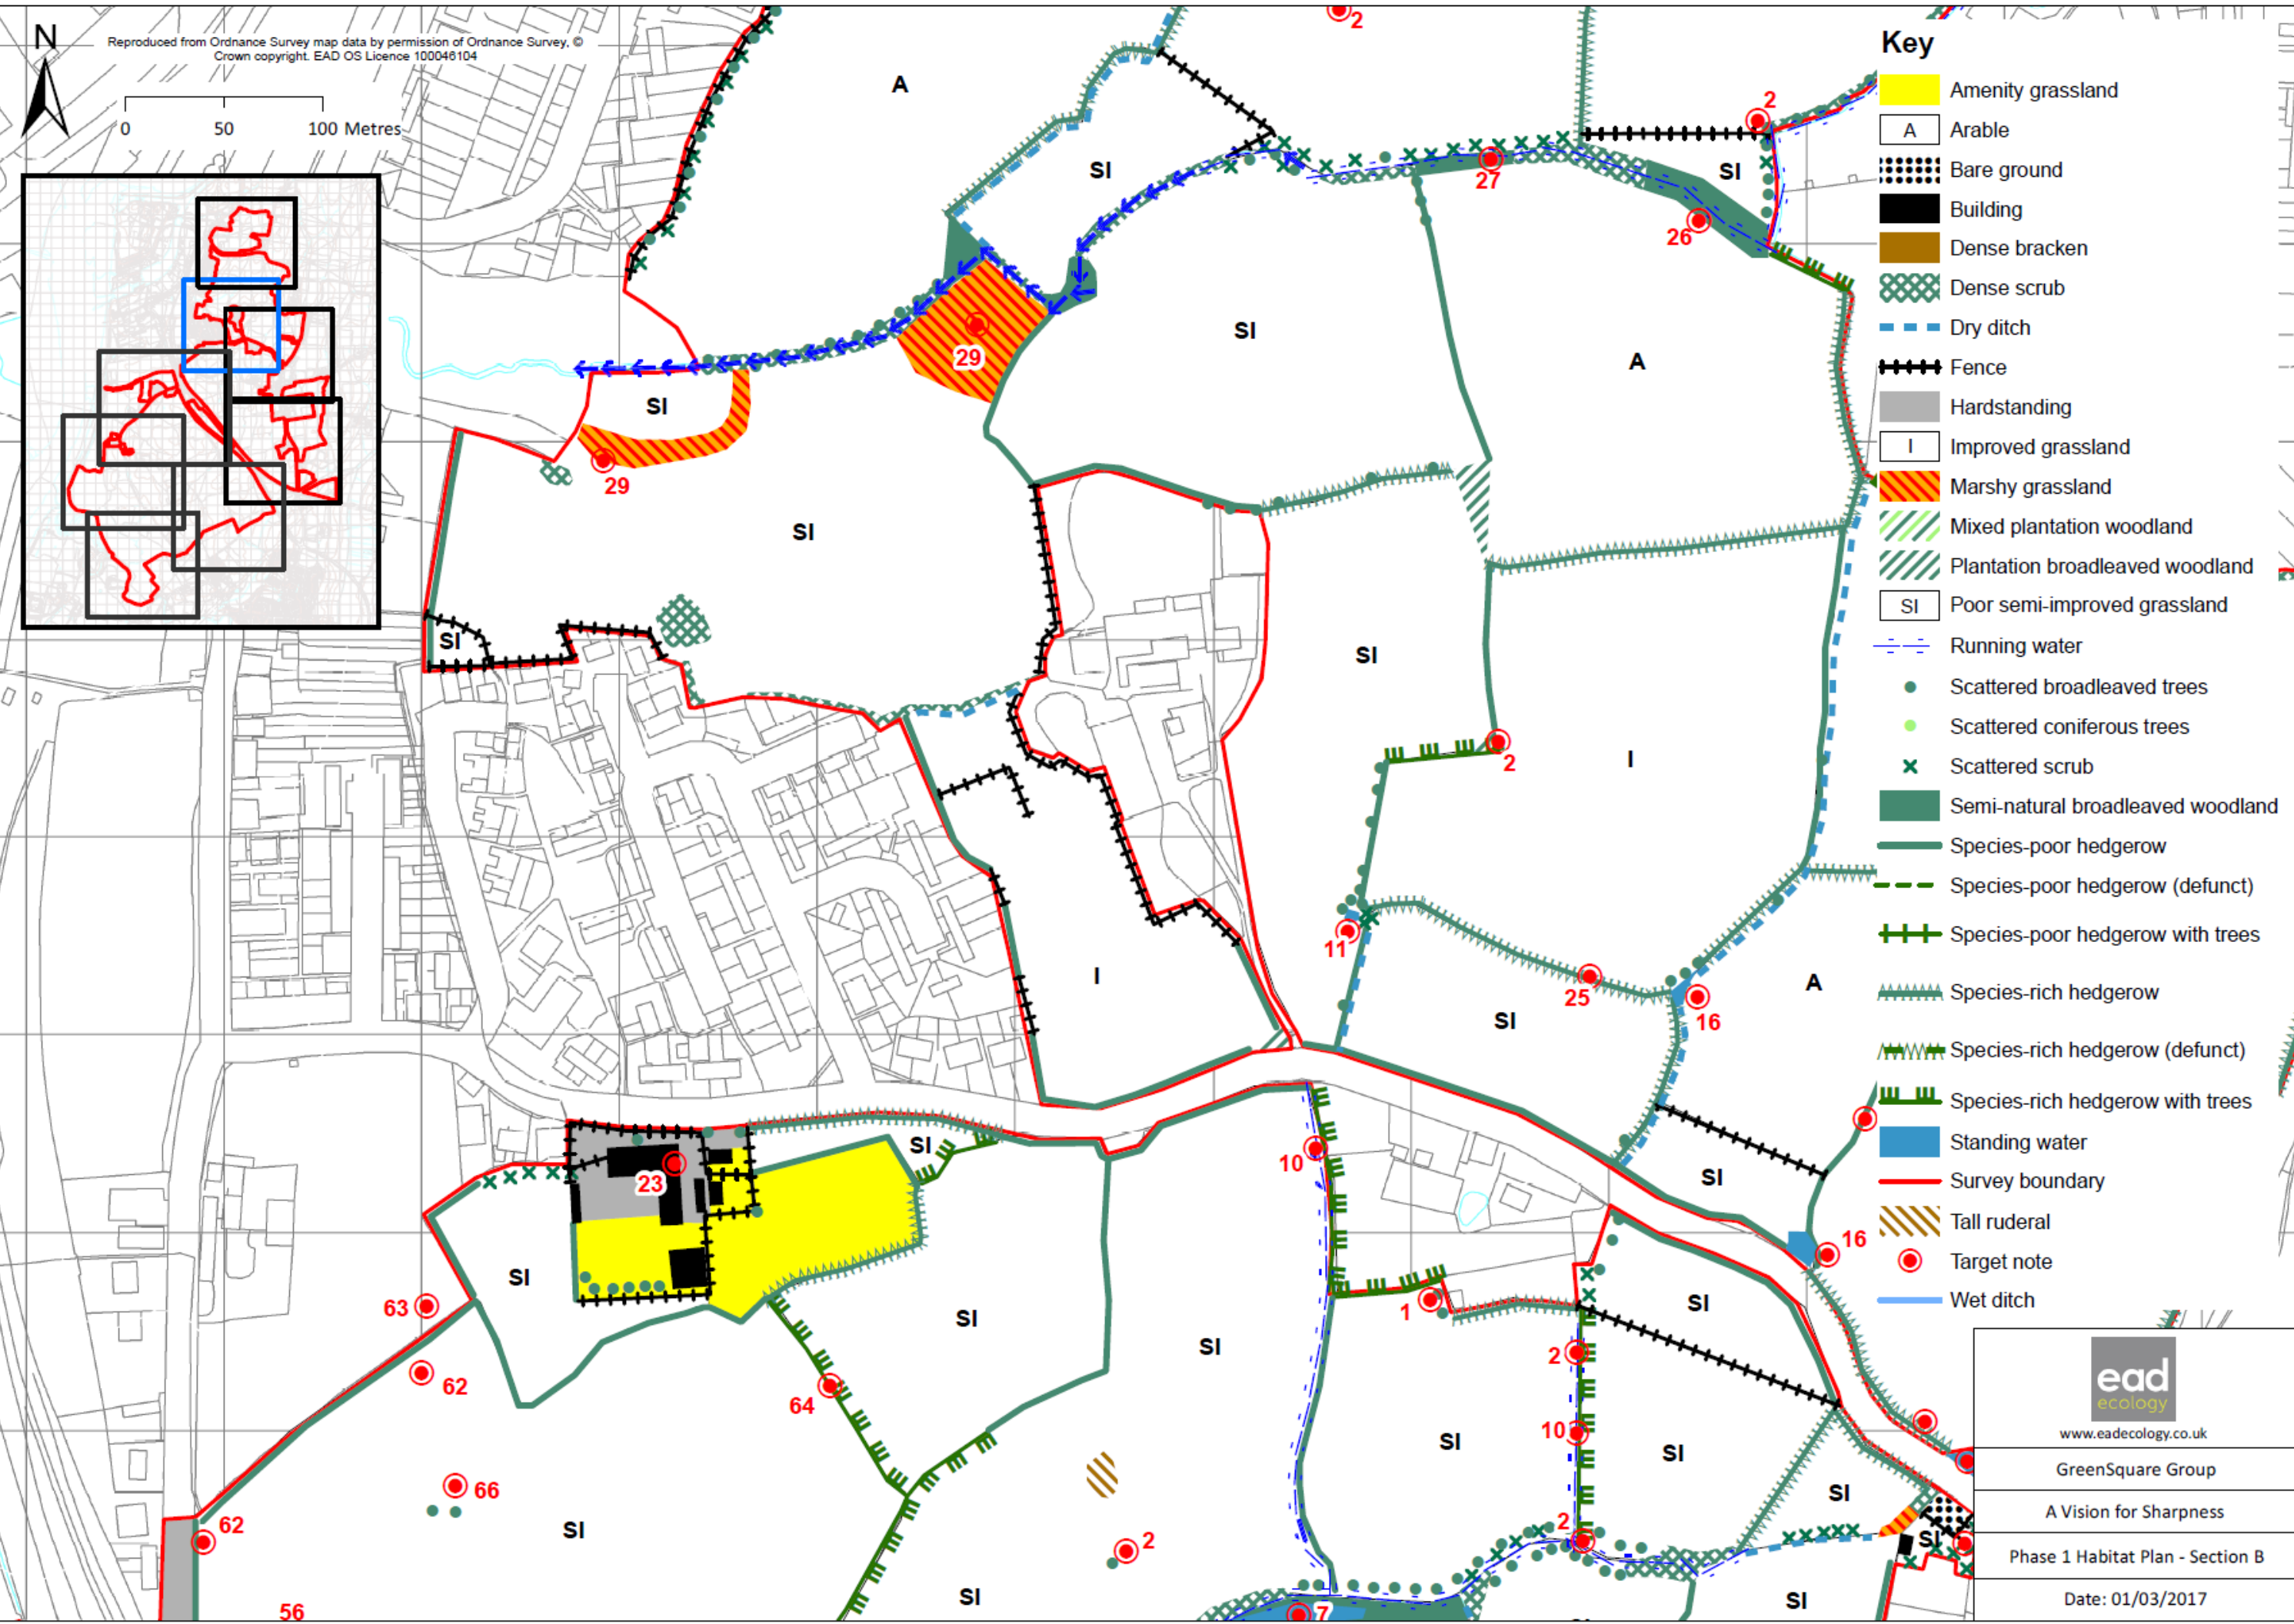 N
Reproduced from Ordnance Survey map data by permission of Ordnance Survey, ©
Crown copyright. EAD OS Licence 100046104
0 50 100 Metres
Key
Amenity grassland
A Arable
Bare ground
Building
Dense bracken
Dense scrub
Dry ditch
Fence
Hardstanding
I Improved grassland
Marshy grassland
Mixed plantation woodland
Plantation broadleaved woodland
SI Poor semi-improved grassland
Running water
Scattered broadleaved trees
Scattered coniferous trees
Scattered scrub
Semi-natural broadleaved woodland
Species-poor hedgerow
Species-poor hedgerow (defunct)
Species-poor hedgerow with trees
Species-rich hedgerow
Species-rich hedgerow (defunct)
Species-rich hedgerow with trees
Standing water
Survey boundary
Tall ruderal
Target note
Wet ditch
2
A
2
SI
27
SI
26
SI
29
A
SI
29
SI
SI
SI
2
I
11
I
25
16
A
SI
SI
10
SI
23
16
SI
63
SI
1
SI
SI
62
2
64
10
SI
SI
66
SI
62
SI
2
2
SI
SI
SI
56
7
ead
ecology
www.eadecology.co.uk
GreenSquare Group
A Vision for Sharpness
Phase 1 Habitat Plan - Section B
Date: 01/03/2017